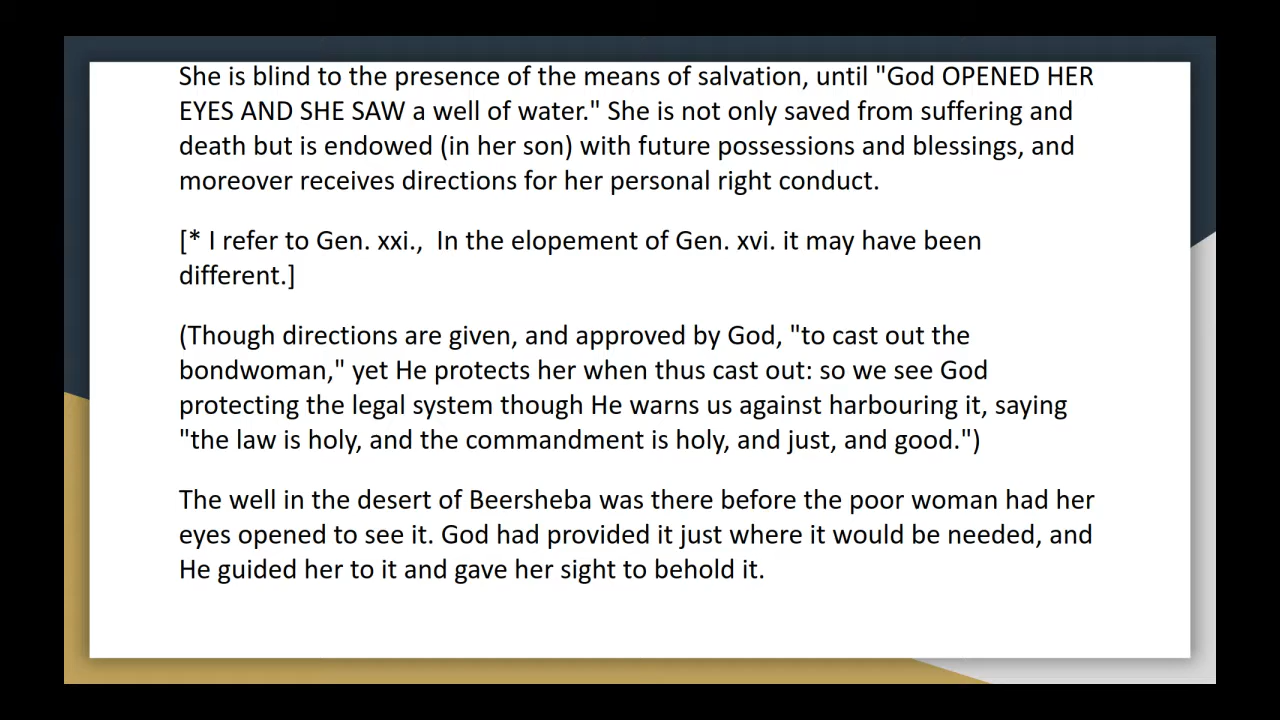 She is blind to the presence of the means of salvation, until "God OPENED HER
EYES AND SHE SAW a well of water." She is not only saved from suffering and
death but is endowed (in her son) with future possessions and blessings, and
moreover receives directions for her personal right conduct.
[* I refer to Gen. xxi.,  In the elopement of Gen. xvi. it may have been
different.]
(Though directions are given, and approved by God, "to cast out the
bondwoman," yet He protects her when thus cast out: so we see God
protecting the legal system though He warns us against harbouring it, saying
"the law is holy, and the commandment is holy, and just, and good.")
The well in the desert of Beersheba was there before the poor woman had her
eyes opened to see it. God had provided it just where it would be needed, and
He guided her to it and gave her sight to behold it.